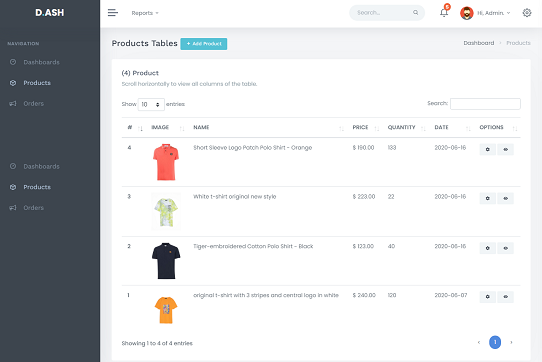 D.ASH
Reports
Search...
5
Hi, Admin.
NAVIGATION
Dashboards
Products
Orders
Dashboards
Products
Orders
Products Tables
+ Add Product
Dashboard
Products
(4) Product
Scroll horizontally to view all columns of the table.
Show 10 entries
Search:
# IMAGE NAME PRICE QUANTITY DATE OPTIONS
4 Short Sleeve Logo Patch Polo Shirt - Orange $ 160.00 133 2020-06-16
3 White t-shirt original new style $ 223.00 22 2020-06-16
2 Tiger-embroidered Cotton Polo Shirt - Black $ 123.00 40 2020-06-16
1 original t-shirt with 3 stripes and central logo in white $ 240.00 120 2020-06-07
Showing 1 to 4 of 4 entries.
1